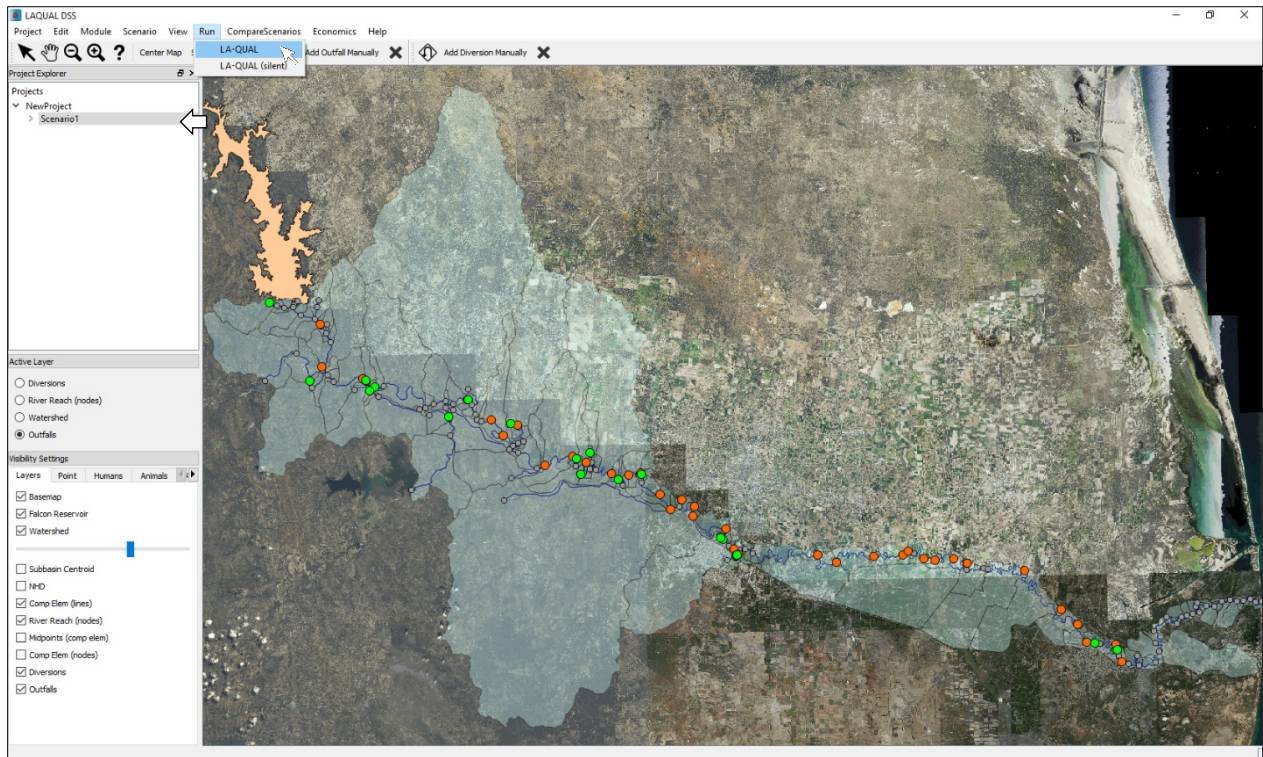 LAQUAL DSS
Project Edit Module Scenario View Run CompareScenarios Economics Help
Center Map Add Outfall Manually Add Diversion Manually
LA-QUAL
LA-QUAL (silent)
Project Explorer
Projects
NewProject
Scenario1
Active Layer
Diversions
River Reach (nodes)
Watershed
Outfalls
Visibility Settings
Layers Point Humans Animals
Basemap
Falcon Reservoir
Watershed
Subbasin Centroid
NHD
Comp Elem (lines)
River Reach (nodes)
Midpoints (comp elem)
Comp Elem (nodes)
Diversions
Outfalls